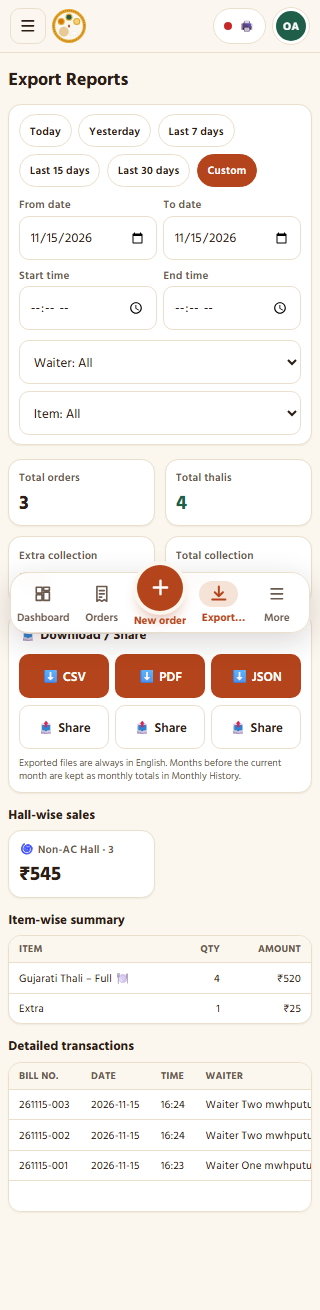 OA
Export Reports
Today Yesterday Last 7 days
Last 15 days Last 30 days Custom
From date To date
11/15/2026 11/15/2026
Start time End time
--:-- -- --:-- --
Waiter: All
Item: All
Total orders Total thalis
3 4
Extra collection Total collection
Dashboard Orders New order Export... More
Download / Share
CSV PDF JSON
Share Share Share
Exported files are always in English. Months before the current
month are kept as monthly totals in Monthly History.
Hall-wise sales
Non-AC Hall · 3
₹545
Item-wise summary
ITEM QTY AMOUNT
Gujarati Thali – Full 4 ₹520
Extra 1 ₹25
Detailed transactions
BILL NO. DATE TIME WAITER
261115-003 2026-11-15 16:24 Waiter Two mwhputu
261115-002 2026-11-15 16:24 Waiter Two mwhputu
261115-001 2026-11-15 16:23 Waiter One mwhputu